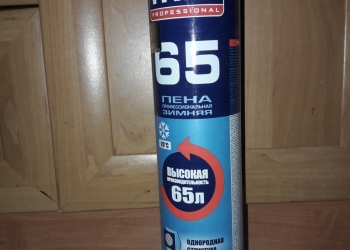 PROFESSIONAL
65
ПЕНА
ПРОФЕССИОНАЛЬНАЯ
ЗИМНЯЯ
ВЫСОКАЯ
ПРОИЗВОДИТЕЛЬНОСТЬ
65л
ОДНОРОДНАЯ